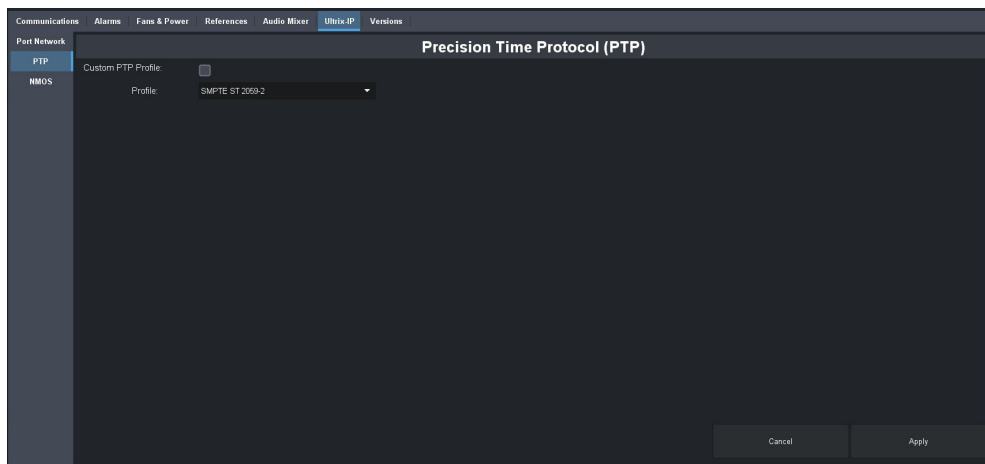 Communications Alarms Fans & Power References Audio Mixer Ultrix-IP Versions
Port Network
PTP
NMOS
Precision Time Protocol (PTP)
Custom PTP Profile:
Profile: SMPTE ST 2059-2
Cancel Apply